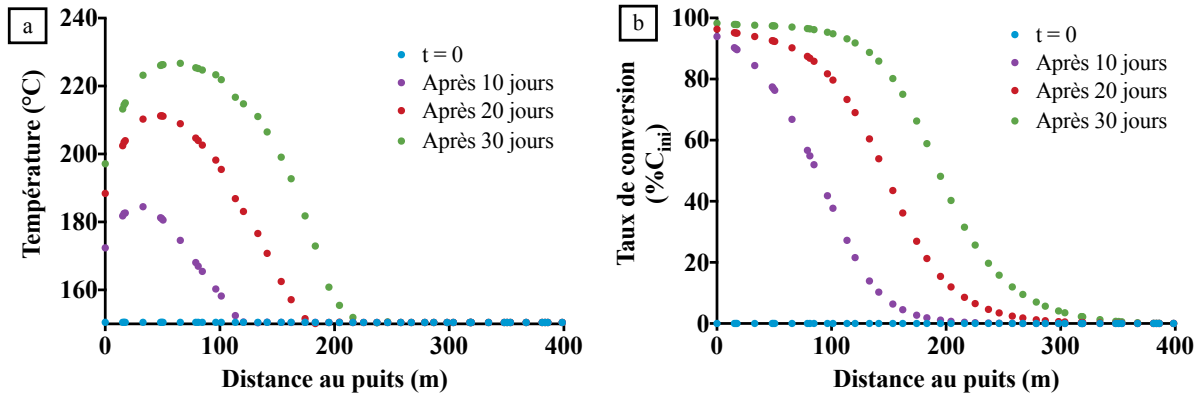 a
Température (°C)
240
220
200
180
160
0
100
200
300
400
Distance au puits (m)
t = 0
Après 10 jours
Après 20 jours
Après 30 jours
b
Taux de conversion
(%C_ini)
100
80
60
40
20
0
0
100
200
300
400
Distance au puits (m)
t = 0
Après 10 jours
Après 20 jours
Après 30 jours